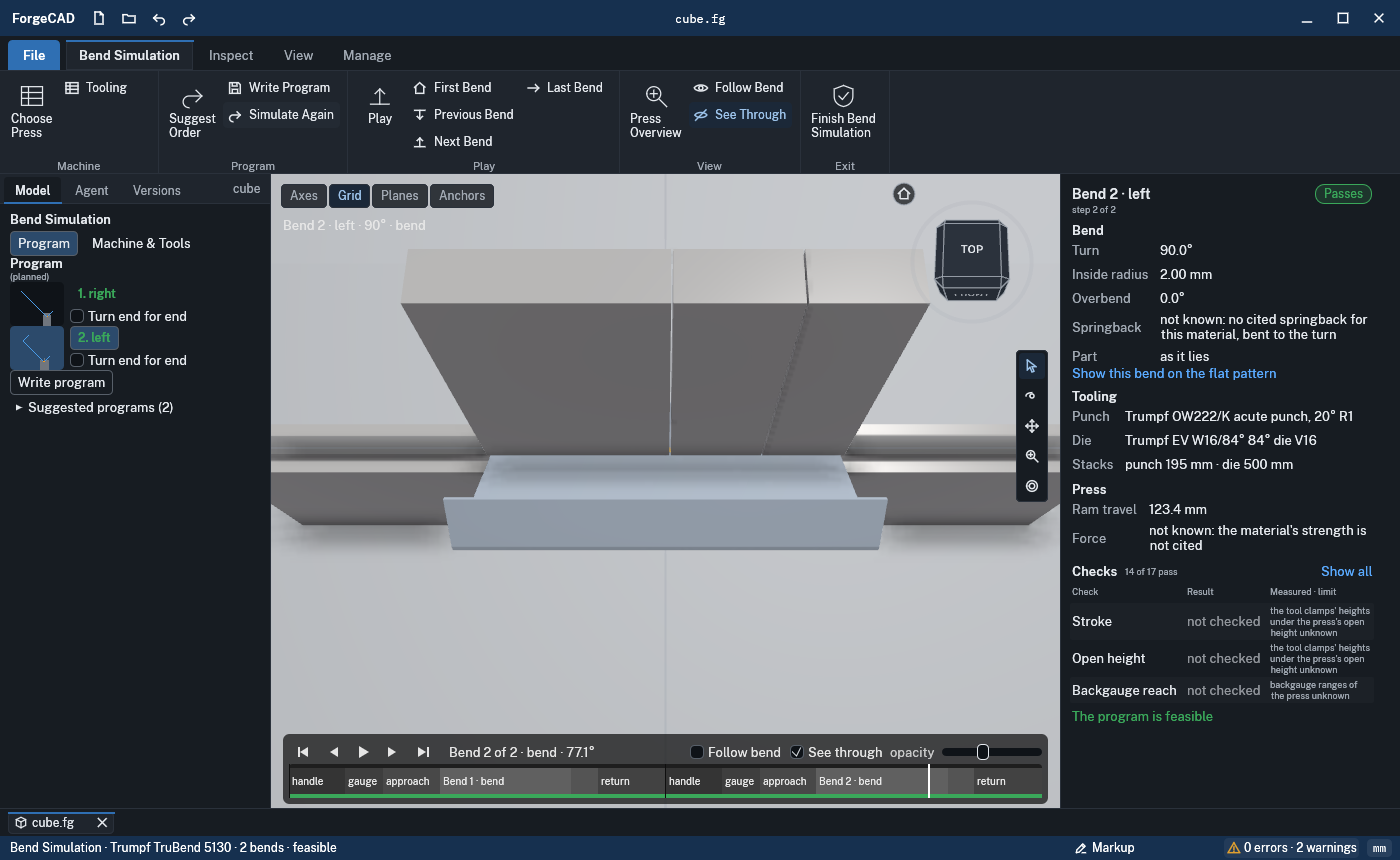 ForgeCAD
cube.fg
File
Bend Simulation
Inspect
View
Manage
Choose Press
Tooling
Machine
Suggest Order
Write Program
Simulate Again
Program
Play
First Bend
Previous Bend
Next Bend
Last Bend
Play
Press Overview
Follow Bend
See Through
View
Finish Bend Simulation
Exit
Model
Agent
Versions
cube
Bend Simulation
Program
Machine & Tools
Program
(planned)
1. right
Turn end for end
2. left
Turn end for end
Write program
Suggested programs (2)
Axes
Grid
Planes
Anchors
Bend 2 · left · 90° · bend
TOP
Bend 2 of 2 · bend · 77.1°
Follow bend
See through
opacity
handle
gauge
approach
Bend 1 · bend
return
handle
gauge
approach
Bend 2 · bend
return
Bend 2 · left
Passes
step 2 of 2
Bend
Turn 90.0°
Inside radius 2.00 mm
Overbend 0.0°
Springback not known: no cited springback for
this material, bent to the turn
Part as it lies
Show this bend on the flat pattern
Tooling
Punch Trumpf OW222/K acute punch, 20° R1
Die Trumpf EV W16/84° 84° die V16
Stacks punch 195 mm · die 500 mm
Press
Ram travel 123.4 mm
Force not known: the material's strength is
not cited
Checks 14 of 17 pass Show all
Check Result Measured · limit
Stroke not checked the tool clamps' heights
under the press's open
height unknown
Open height not checked the tool clamps' heights
under the press's open
height unknown
Backgauge reach not checked backgauge ranges of
the press unknown
The program is feasible
cube.fg
Bend Simulation · Trumpf TruBend 5130 · 2 bends · feasible
Markup
0 errors · 2 warnings
mm